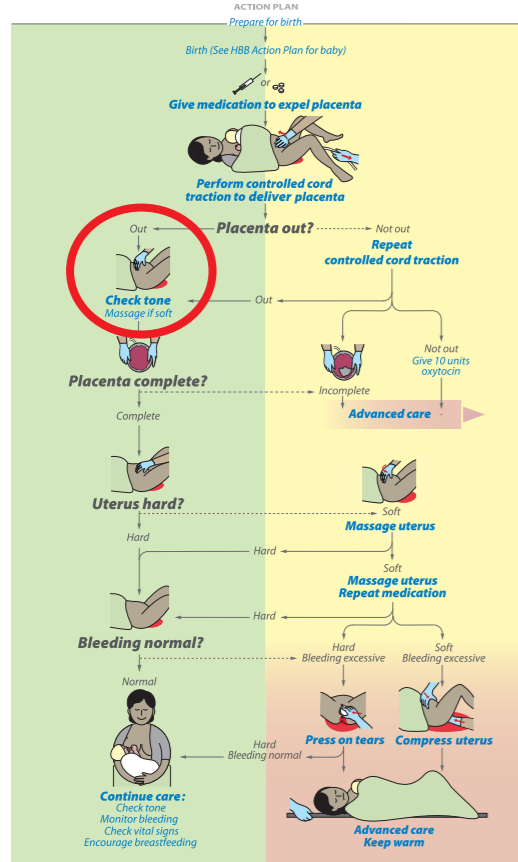 ACTION PLAN
Prepare for birth
Birth (See HBB Action Plan for baby)
or
Give medication to expel placenta
Perform controlled cord
traction to deliver placenta
Out
Placenta out?
Not out
Repeat
controlled cord traction
Check tone
Massage if soft
Out
Not out
Give 10 units
oxytocin
Placenta complete?
Incomplete
Complete
Advanced care
Uterus hard?
Soft
Massage uterus
Hard
Hard
Soft
Massage uterus
Repeat medication
Hard
Bleeding normal?
Hard
Bleeding excessive
Soft
Bleeding excessive
Normal
Press on tears
Compress uterus
Hard
Bleeding normal
Continue care:
Check tone
Monitor bleeding
Check vital signs
Encourage breastfeeding
Advanced care
Keep warm